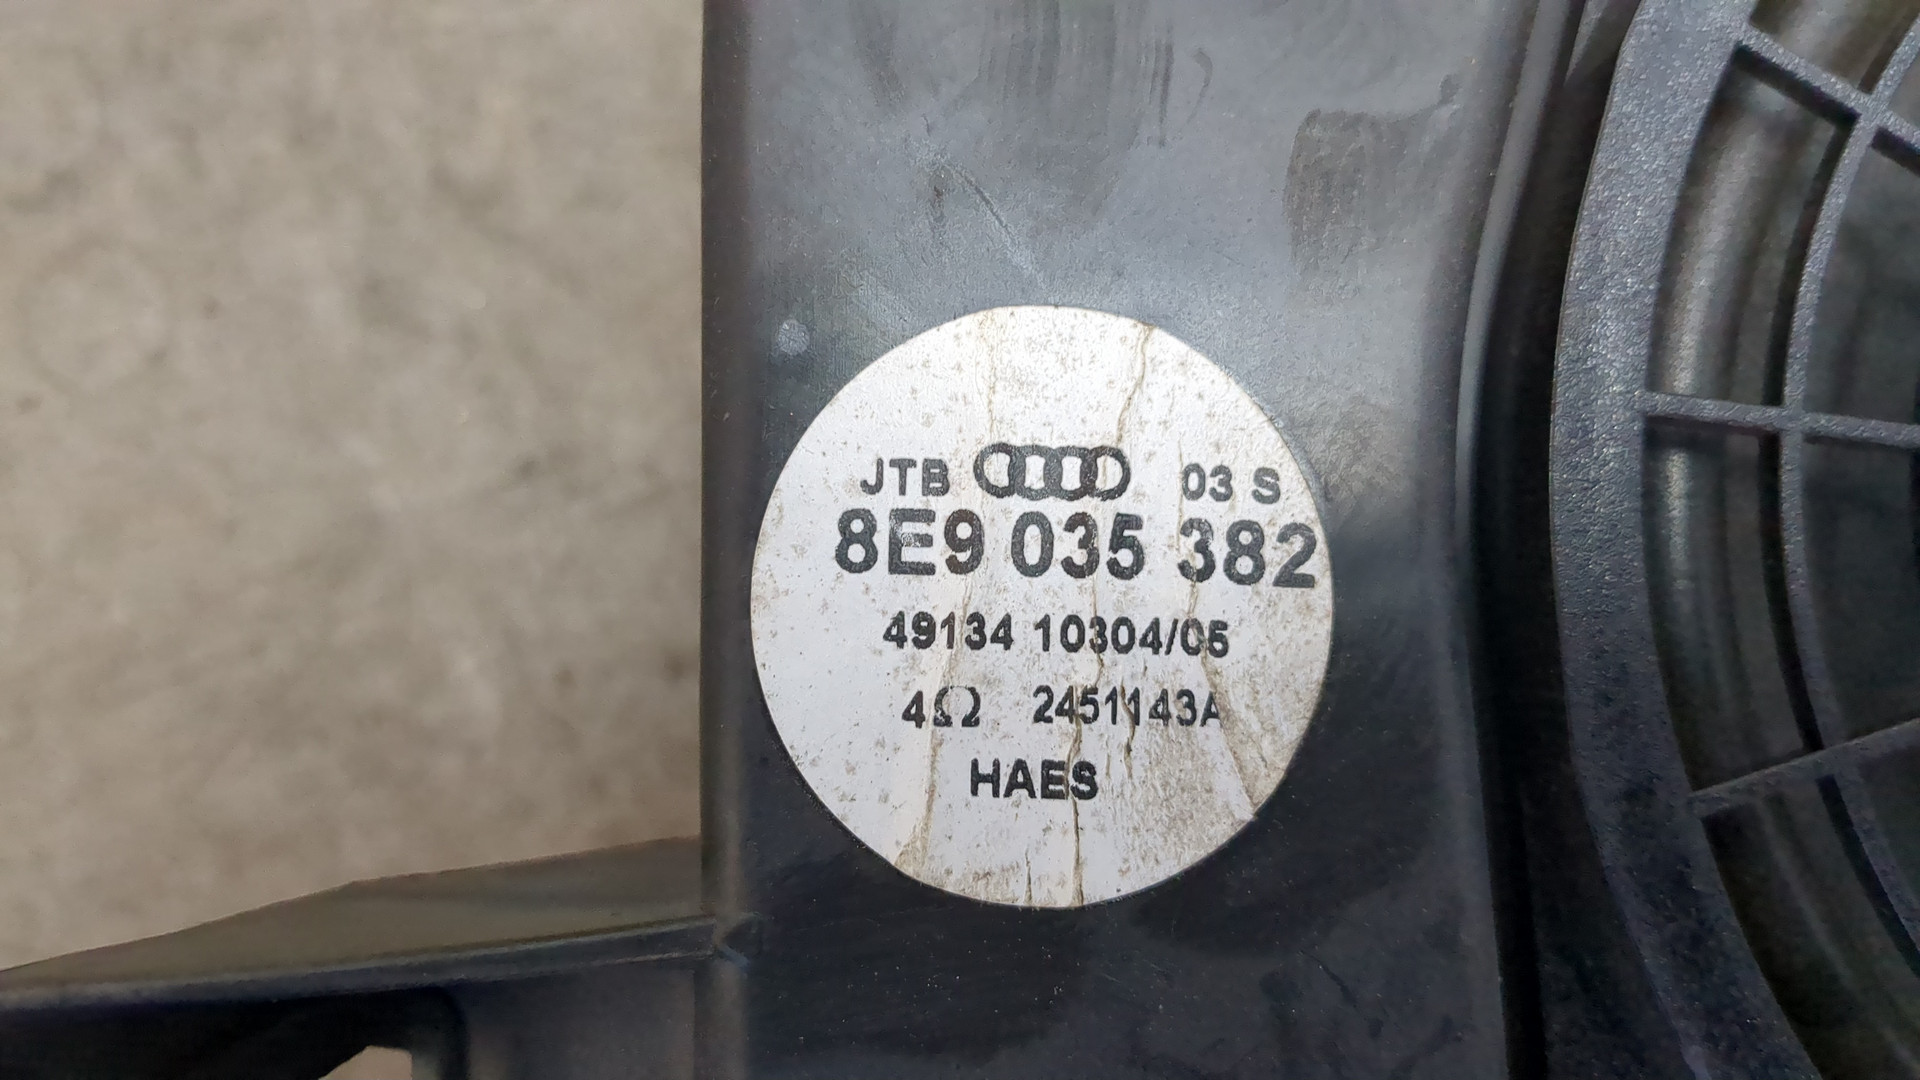 JTB 03 S
8E9 035 382
49134 10304/05
4Ω 2451143A
HAES